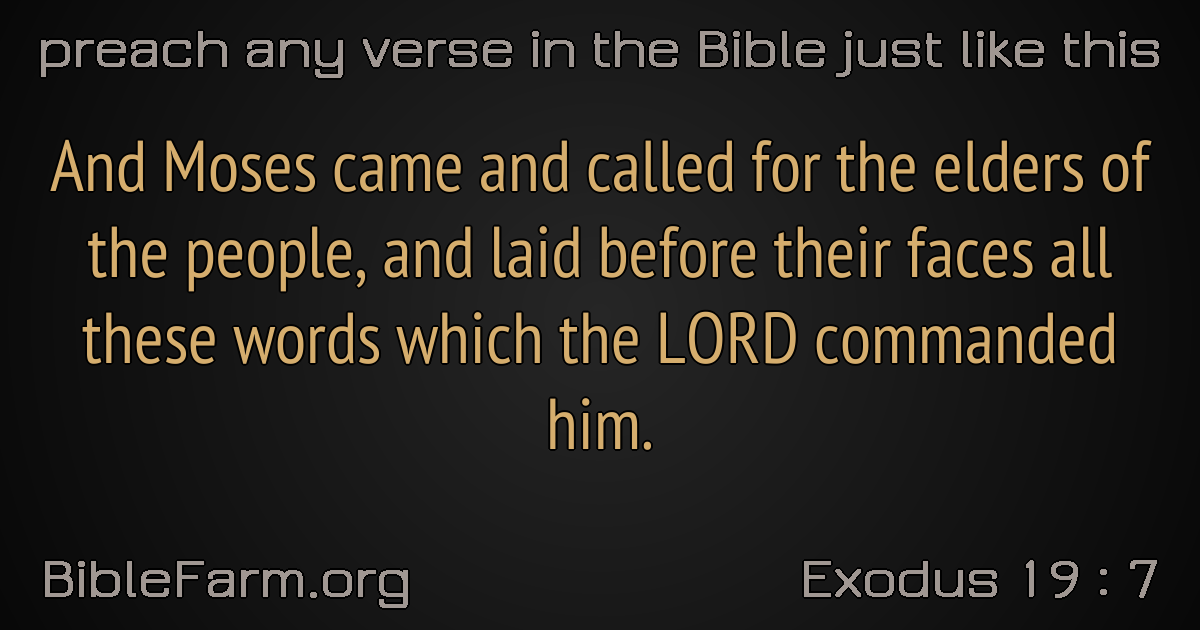 preach any verse in the Bible just like this
And Moses came and called for the elders of
the people, and laid before their faces all
these words which the LORD commanded
him.
BibleFarm.org
Exodus 19 : 7